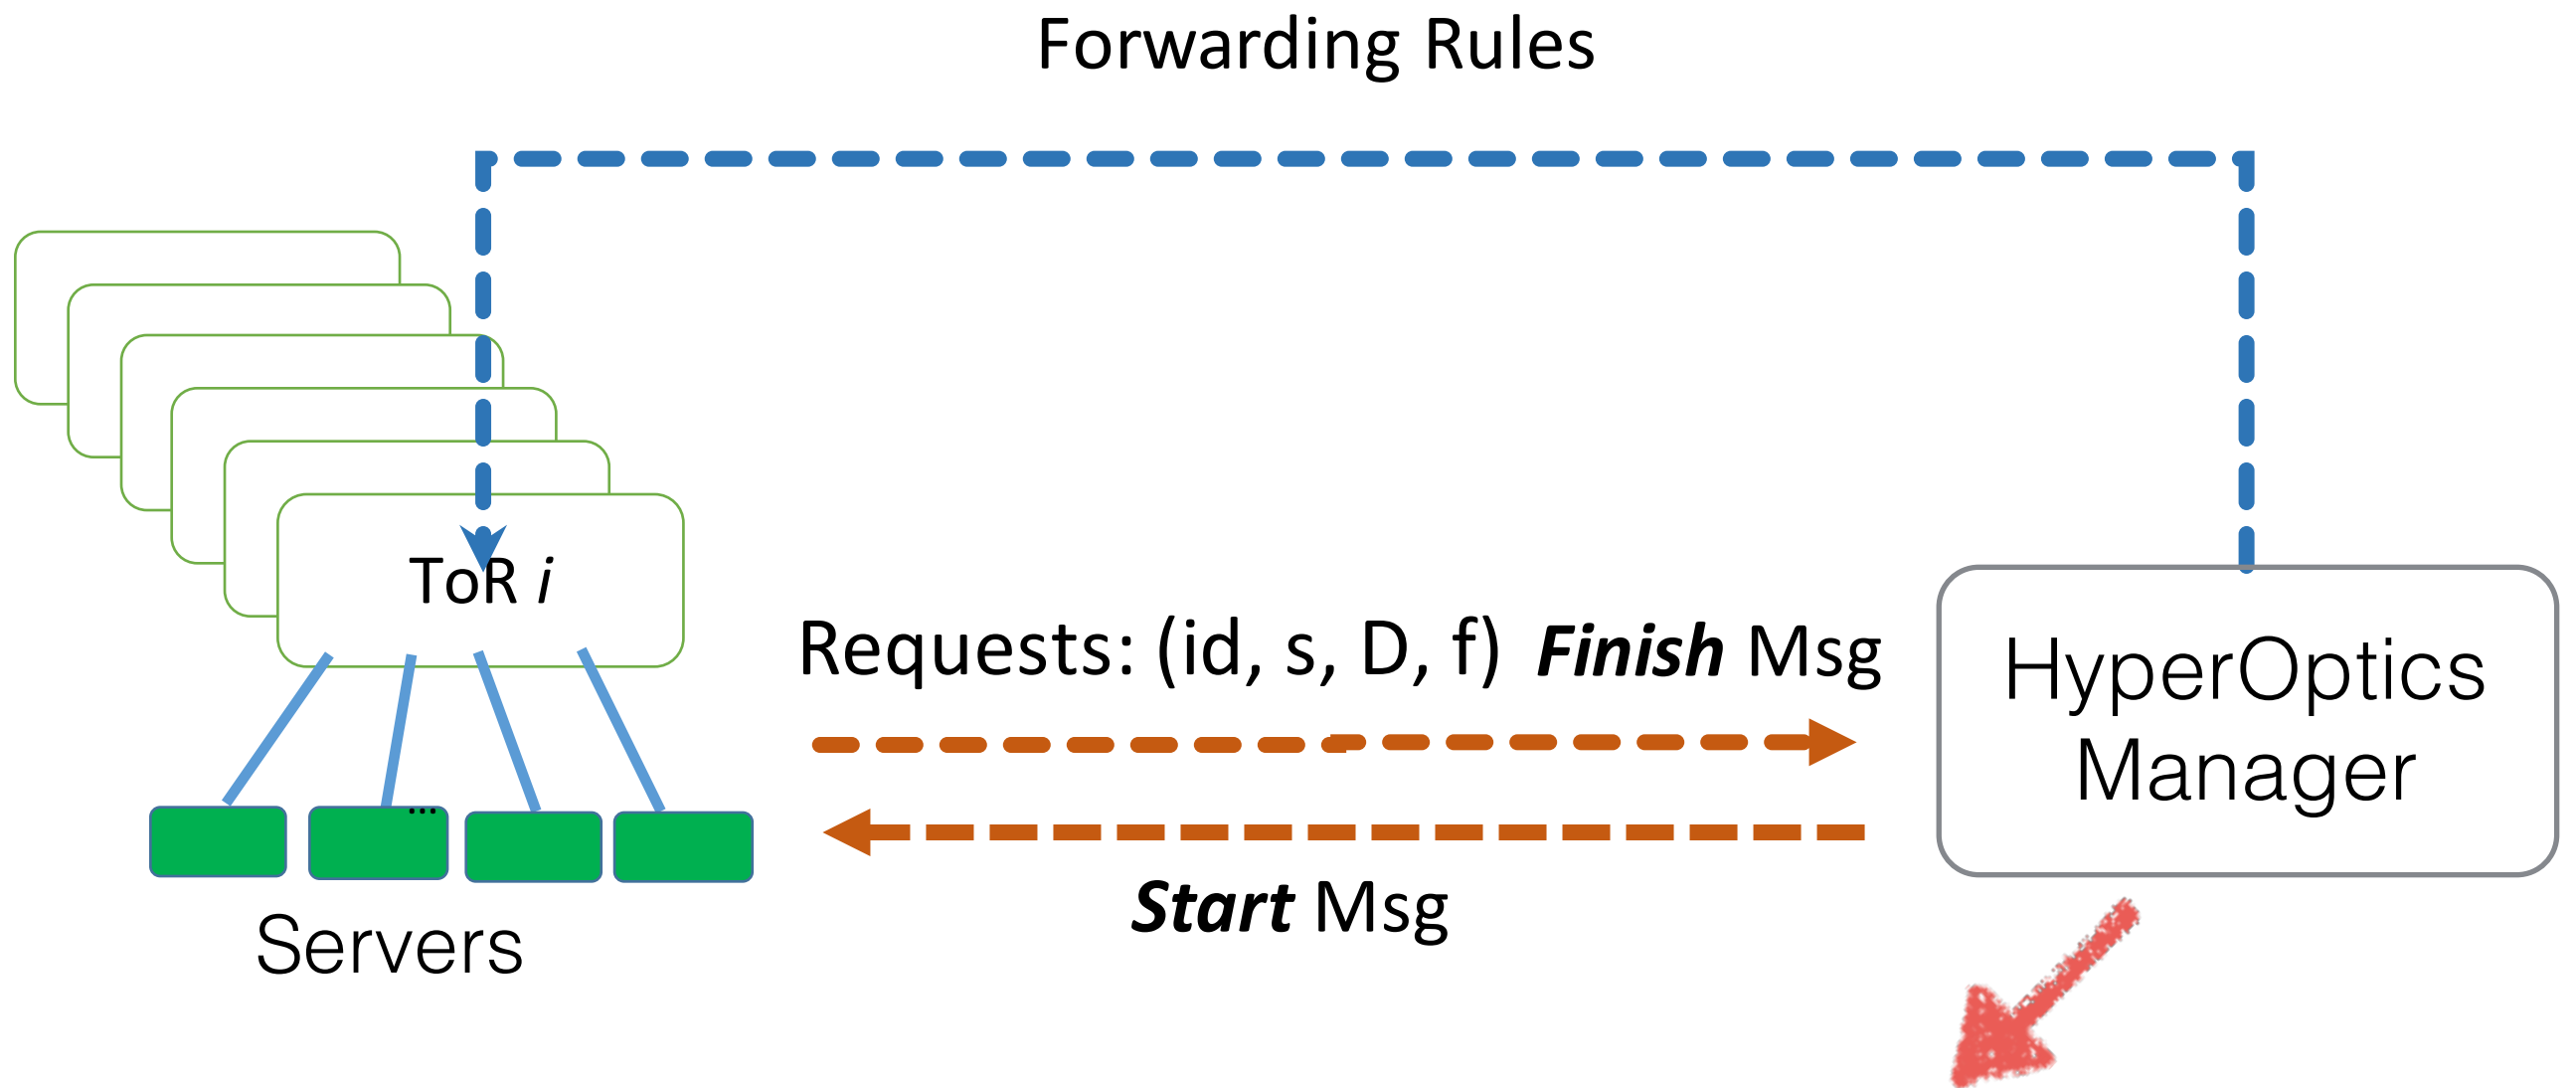 Forwarding Rules
ToR i
Requests: (id, s, D, f) Finish Msg
HyperOptics
Manager
...
Start Msg
Servers